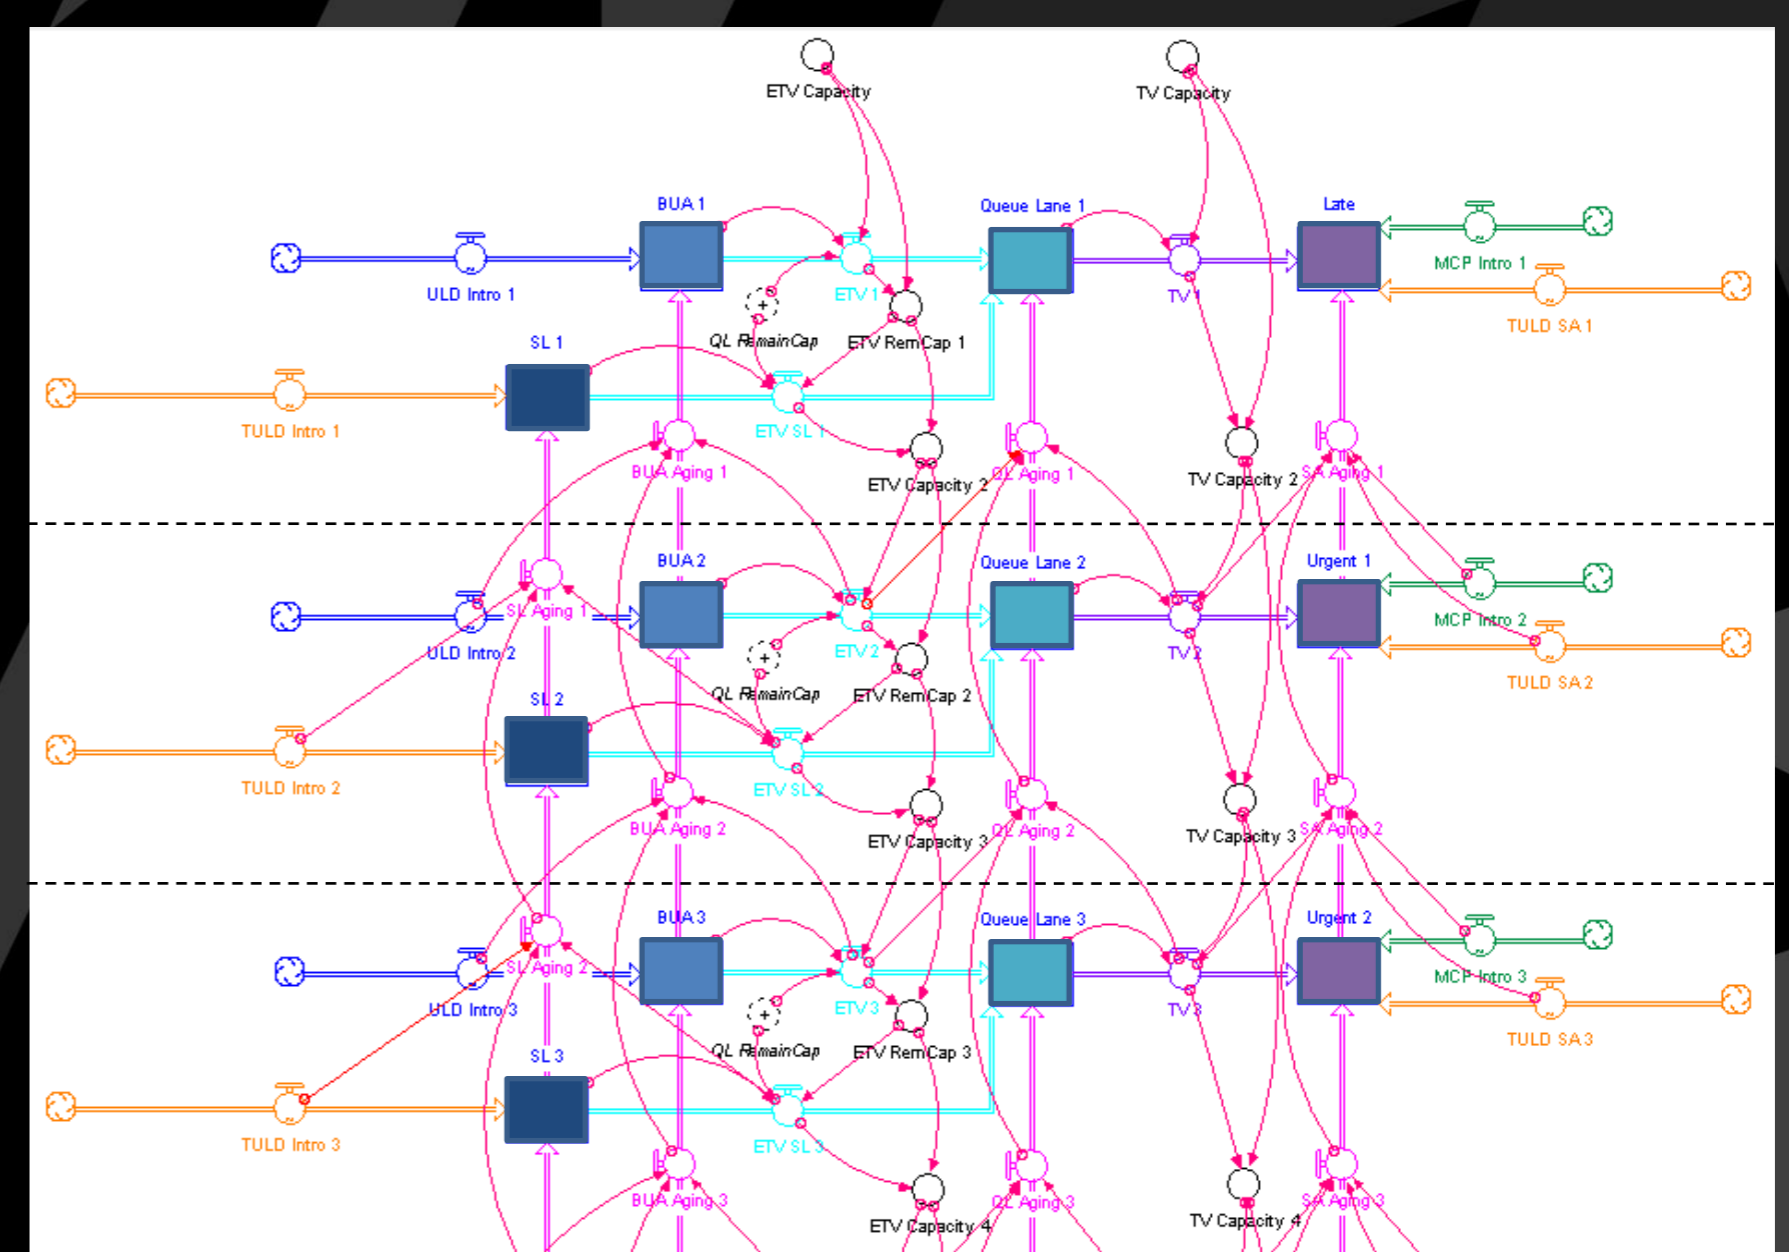 ETV Capacity
TV Capacity
BUA 1
Queue Lane 1
Late
ULD Intro 1
ETV 1
TV 1
MCP Intro 1
TULD SA 1
SL 1
QL RemainCap
ETV RemCap 1
TULD Intro 1
ETV SL 1
BUA Aging 1
ETV Capacity 2
QL Aging 1
TV Capacity 2
SA Aging 1
BUA 2
Queue Lane 2
Urgent 1
SL Aging 1
ULD Intro 2
ETV 2
TV 2
MCP Intro 2
TULD SA 2
SL 2
QL RemainCap
ETV RemCap 2
TULD Intro 2
ETV SL 2
BUA Aging 2
ETV Capacity 3
QL Aging 2
TV Capacity 3
SA Aging 2
BUA 3
Queue Lane 3
Urgent 2
SL Aging 2
ULD Intro 3
ETV 3
TV 3
MCP Intro 3
TULD SA 3
SL 3
QL RemainCap
ETV RemCap 3
TULD Intro 3
ETV SL 3
BUA Aging 3
ETV Capacity 4
QL Aging 3
TV Capacity 4
SA Aging 3